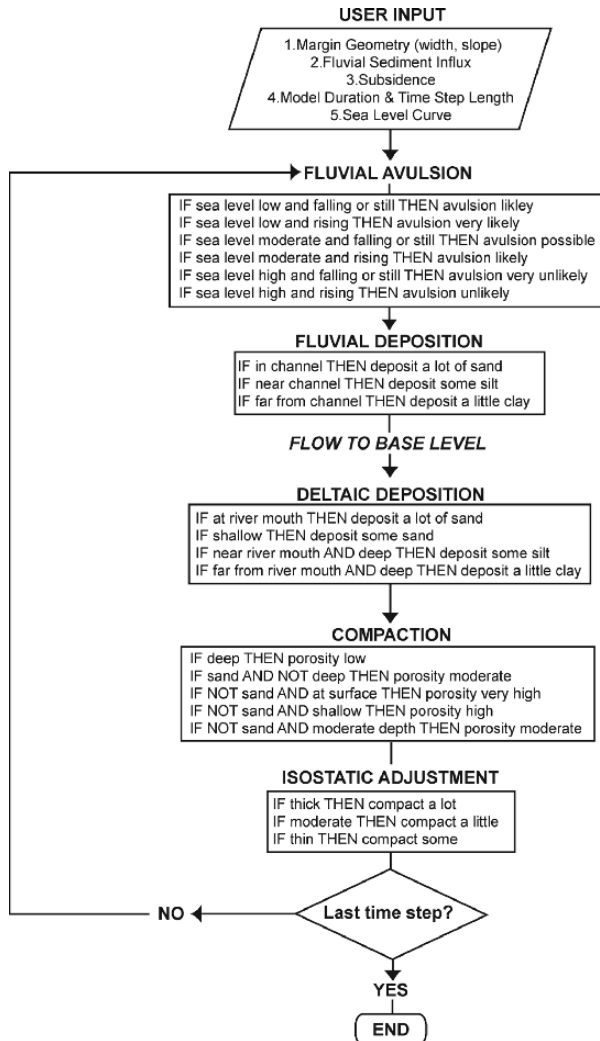 USER INPUT
1.Margin Geometry (width, slope)
2.Fluvial Sediment Influx
3.Subsidence
4.Model Duration & Time Step Length
5.Sea Level Curve
FLUVIAL AVULSION
IF sea level low and falling or still THEN avulsion likley
IF sea level low and rising THEN avulsion very likely
IF sea level moderate and falling or still THEN avulsion possible
IF sea level moderate and rising THEN avulsion likely
IF sea level high and falling or still THEN avulsion very unlikely
IF sea level high and rising THEN avulsion unlikely
FLUVIAL DEPOSITION
IF in channel THEN deposit a lot of sand
IF near channel THEN deposit some silt
IF far from channel THEN deposit a little clay
FLOW TO BASE LEVEL
DELTAIC DEPOSITION
IF at river mouth THEN deposit a lot of sand
IF shallow THEN deposit some sand
IF near river mouth AND deep THEN deposit some silt
IF far from river mouth AND deep THEN deposit a little clay
COMPACTION
IF deep THEN porosity low
IF sand AND NOT deep THEN porosity moderate
IF NOT sand AND at surface THEN porosity very high
IF NOT sand AND shallow THEN porosity high
IF NOT sand AND moderate depth THEN porosity moderate
ISOSTATIC ADJUSTMENT
IF thick THEN compact a lot
IF moderate THEN compact a little
IF thin THEN compact some
Last time step?
NO
YES
END